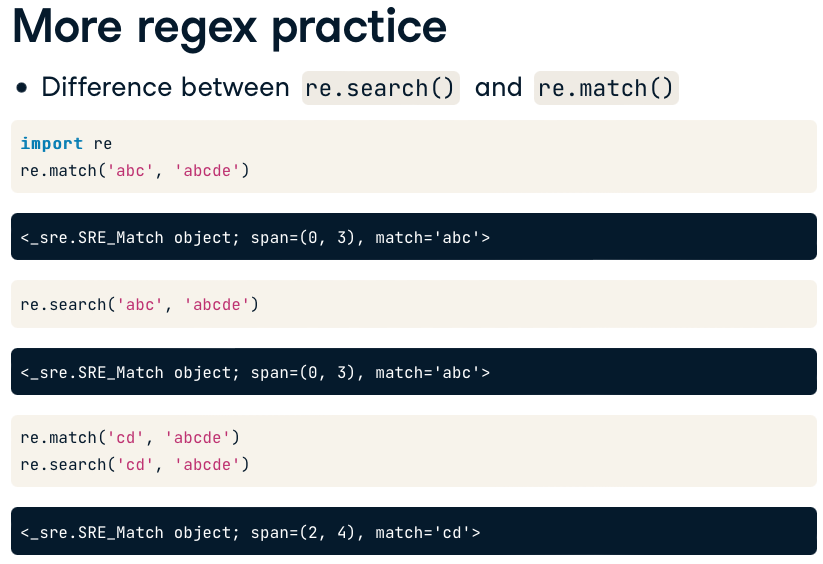 More regex practice
• Difference between re.search() and re.match()
import re
re.match('abc', 'abcde')
<_sre.SRE_Match object; span=(0, 3), match='abc'>
re.search('abc', 'abcde')
<_sre.SRE_Match object; span=(0, 3), match='abc'>
re.match('cd', 'abcde')
re.search('cd', 'abcde')
<_sre.SRE_Match object; span=(2, 4), match='cd'>